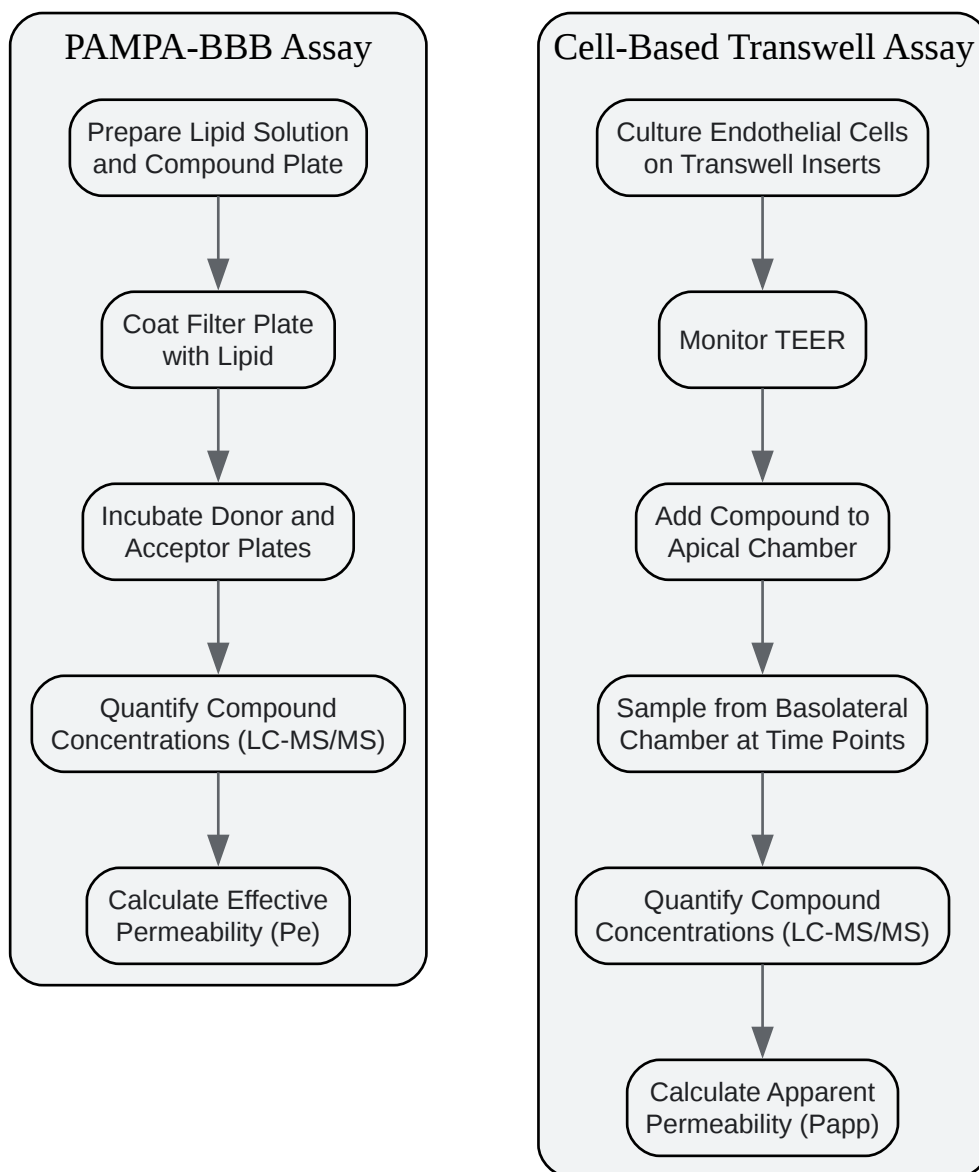 PAMPA-BBB Assay
Prepare Lipid Solution
and Compound Plate
Coat Filter Plate
with Lipid
Incubate Donor and
Acceptor Plates
Quantify Compound
Concentrations (LC-MS/MS)
Calculate Effective
Permeability (Pe)
Cell-Based Transwell Assay
Culture Endothelial Cells
on Transwell Inserts
Monitor TEER
Add Compound to
Apical Chamber
Sample from Basolateral
Chamber at Time Points
Quantify Compound
Concentrations (LC-MS/MS)
Calculate Apparent
Permeability (Papp)